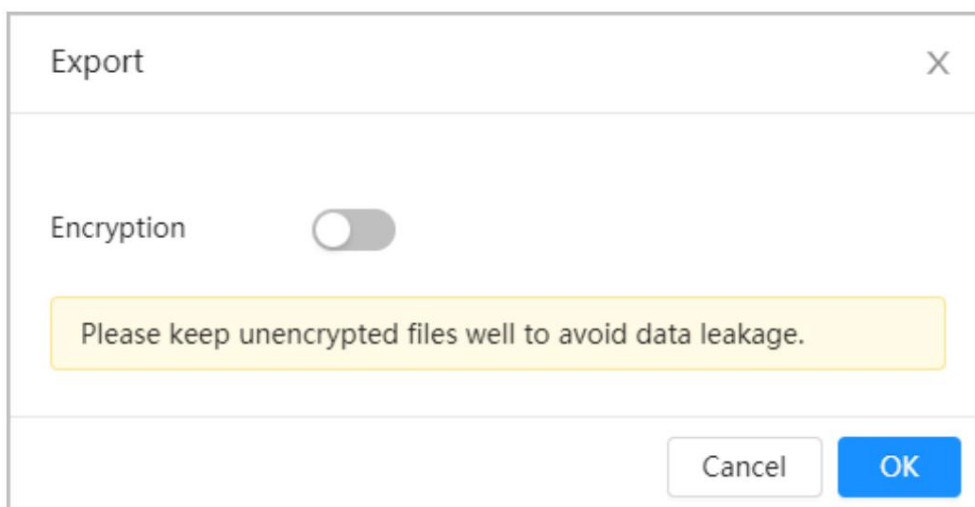 Export X
Encryption
Please keep unencrypted files well to avoid data leakage.
Cancel OK